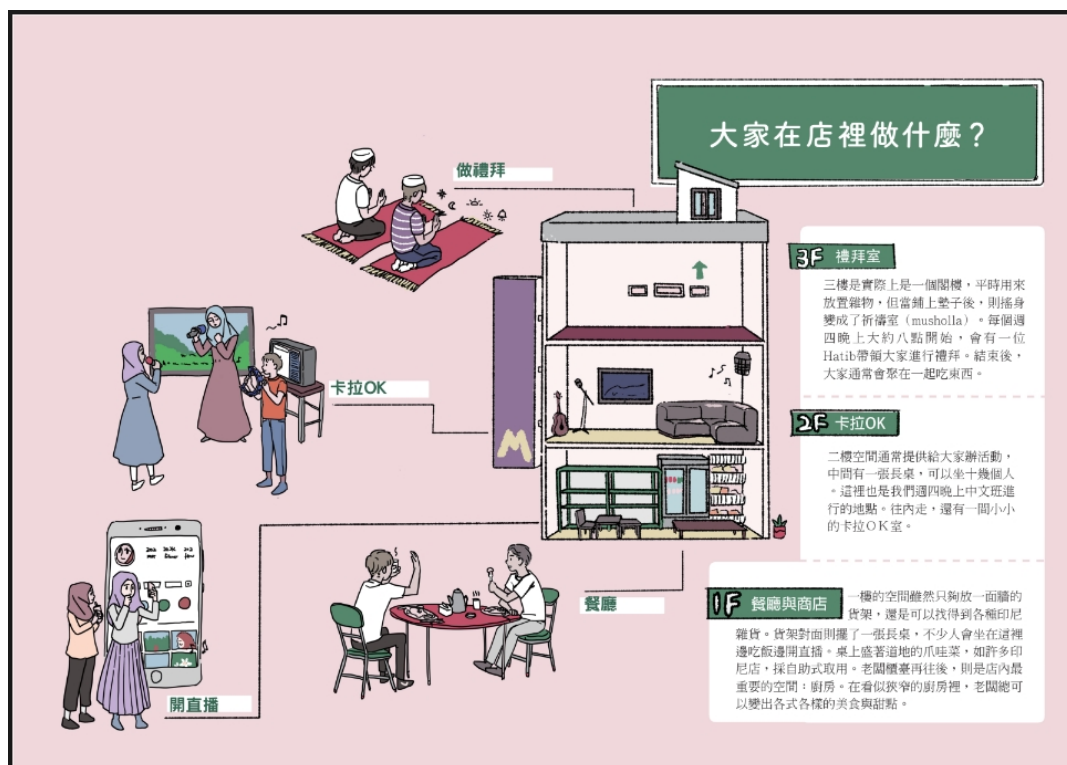 大家在店裡做什麼？
做禮拜
3F 禮拜室
三樓是實際上是一個閣樓，平時用來
放置雜物，但當鋪上墊子後，則搖身
變成了祈禱室（musholla）。每個週
四晚上大約八點開始，會有一位
Hatib帶領大家進行禮拜。結束後，
大家通常會聚在一起吃東西。
卡拉OK
2F 卡拉OK
二樓空間通常提供給大家辦活動，
中間有一張長桌，可以坐十幾個人
。這裡也是我們週四晚上中文班進
行的地點。往內走，還有一間小小
的卡拉OK室。
M
餐廳
1F 餐廳與商店
一樓的空間雖然只夠放一面牆的
貨架，還是可以找得到各種印尼
雜貨。貨架對面則擺了一張長桌，不少人會坐在這裡
邊吃飯邊開直播。桌上盛著道地的爪哇菜，如許多印
尼店，採自助式取用。老闆櫃臺再往後，則是店內最
重要的空間：廚房。在看似狹窄的廚房裡，老闆總可
以變出各式各樣的美食與甜點。
開直播